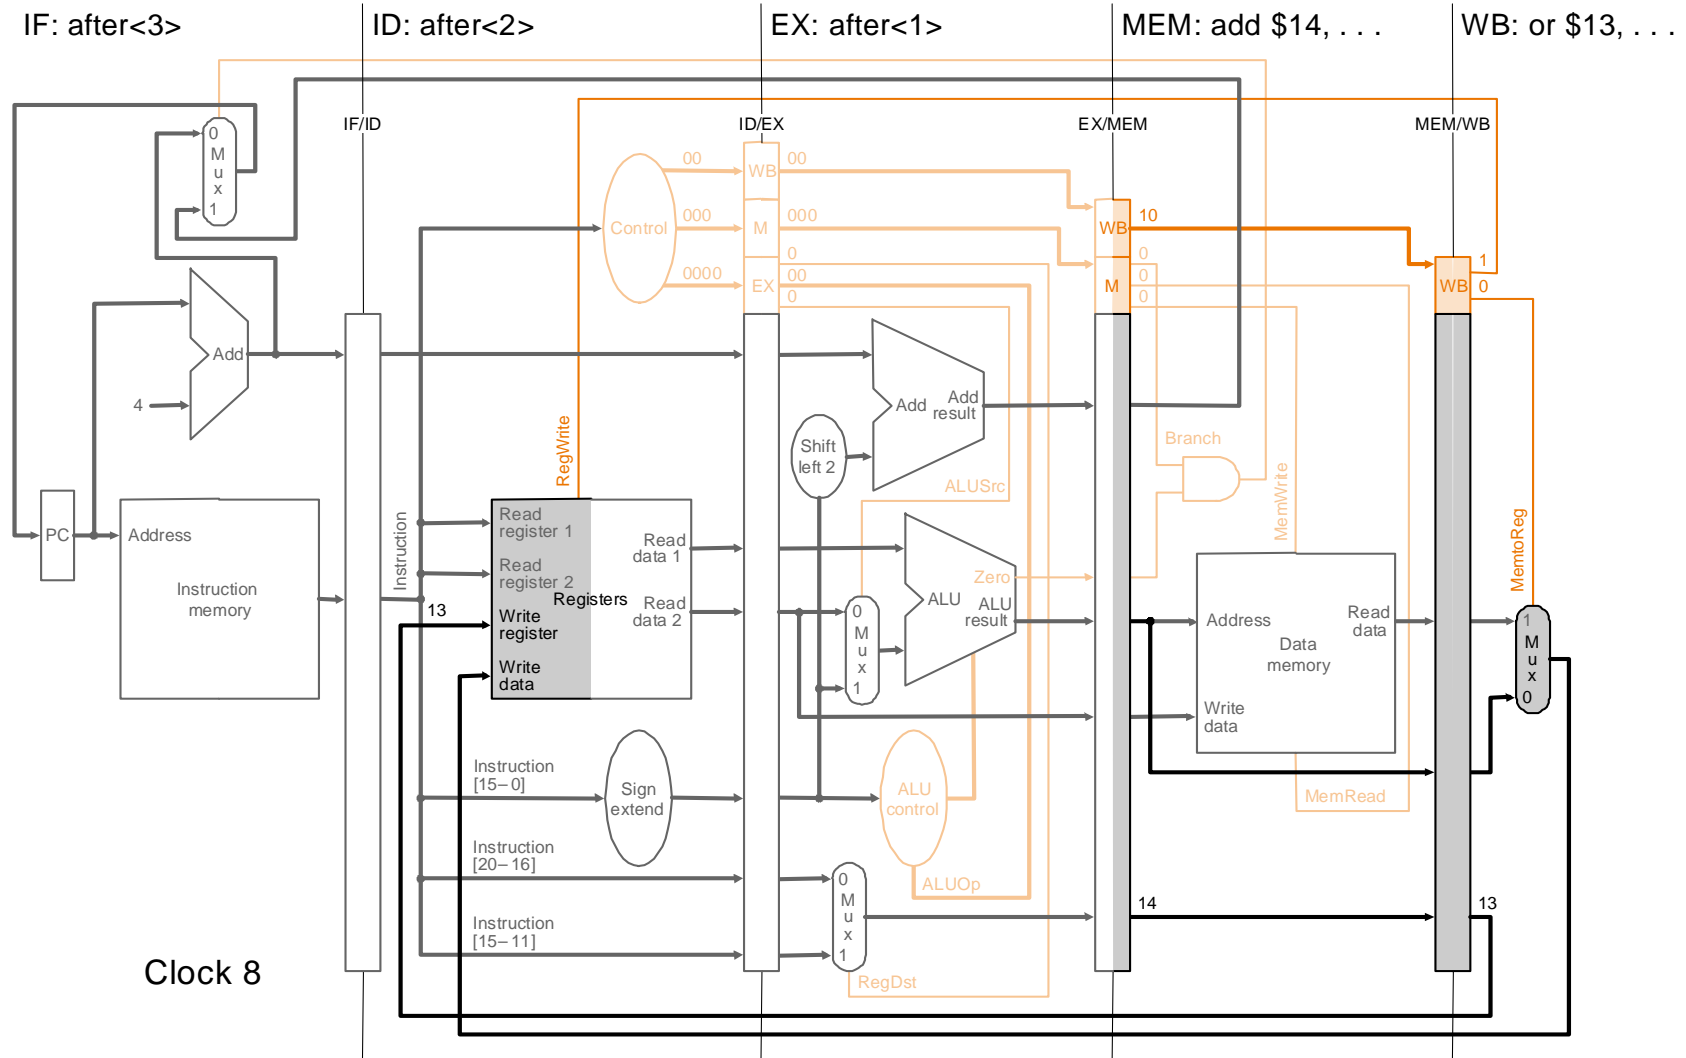 IF: after<3>
ID: after<2>
EX: after<1>
MEM: add $14, . . .
WB: or $13, . . .
IF/ID
ID/EX
EX/MEM
MEM/WB
0
M
u
x
1
Control
00
000
0000
WB
M
EX
00
000
0
00
0
WB
M
10
0
0
0
WB
1
0
Add
4
RegWrite
Shift
left 2
Add
Add
result
ALUSrc
Branch
MemWrite
MemtoReg
PC
Address
Instruction
memory
Instruction
13
Read
register 1
Read
register 2
Write
register
Write
data
Registers
Read
data 1
Read
data 2
0
M
u
x
1
Zero
ALU
ALU
result
Address
Write
data
Data
memory
Read
data
1
M
u
x
0
Instruction
[15–0]
Sign
extend
ALU
control
MemRead
Instruction
[20–16]
ALUOp
0
M
u
x
1
14
13
Instruction
[15–11]
RegDst
Clock 8